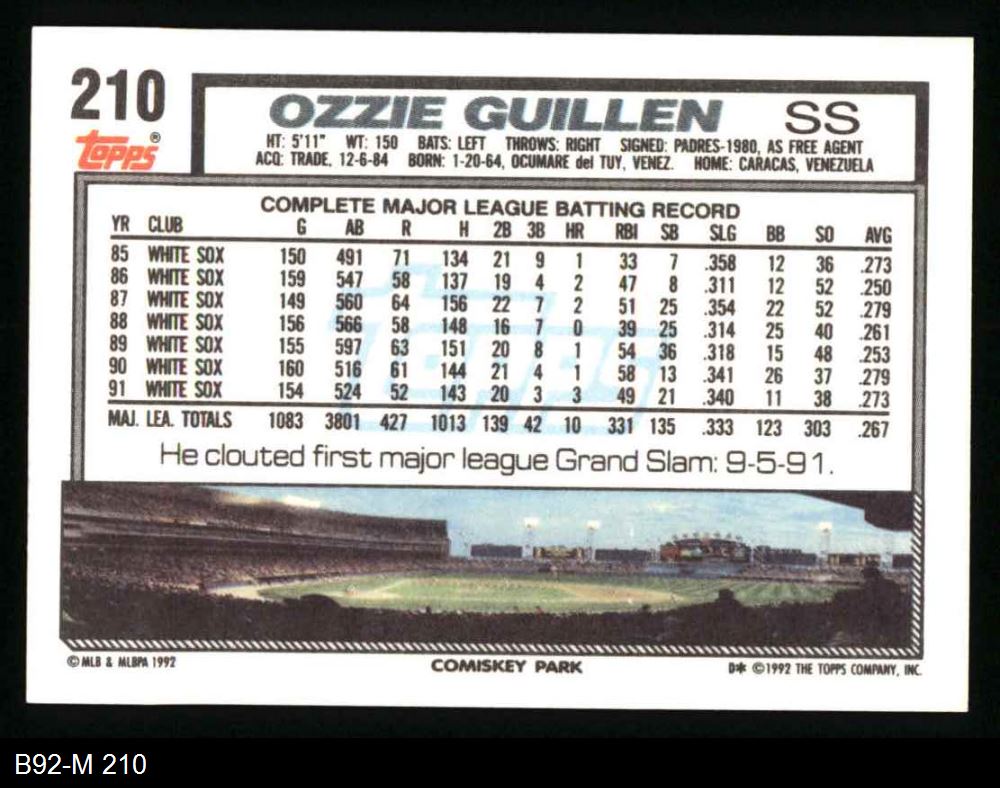 210
Topps®
OZZIE GUILLEN SS
HT: 5'11" WT: 150 BATS: LEFT THROWS: RIGHT SIGNED: PADRES-1980, AS FREE AGENT
ACQ: TRADE, 12-6-84 BORN: 1-20-64, OCUMARE del TUY, VENEZ. HOME: CARACAS, VENEZUELA
COMPLETE MAJOR LEAGUE BATTING RECORD
YR CLUB G AB R H 2B 3B HR RBI SB SLG BB SO AVG
85 WHITE SOX 150 491 71 134 21 9 1 33 7 .358 12 36 .273
86 WHITE SOX 159 547 58 137 19 4 2 47 8 .311 12 52 .250
87 WHITE SOX 149 560 64 156 22 7 2 51 25 .354 22 52 .279
88 WHITE SOX 156 566 58 148 16 7 0 39 25 .314 25 40 .261
89 WHITE SOX 155 597 63 151 20 8 1 54 36 .318 15 48 .253
90 WHITE SOX 160 516 61 144 21 4 1 58 13 .341 26 37 .279
91 WHITE SOX 154 524 52 143 20 3 3 49 21 .340 11 38 .273
MAJ. LEA. TOTALS 1083 3801 427 1013 139 42 10 331 135 .333 123 303 .267
Topps
He clouted first major league Grand Slam: 9-5-91.
© MLB & MLBPA 1992 COMISKEY PARK D* © 1992 THE TOPPS COMPANY, INC.
B92-M 210